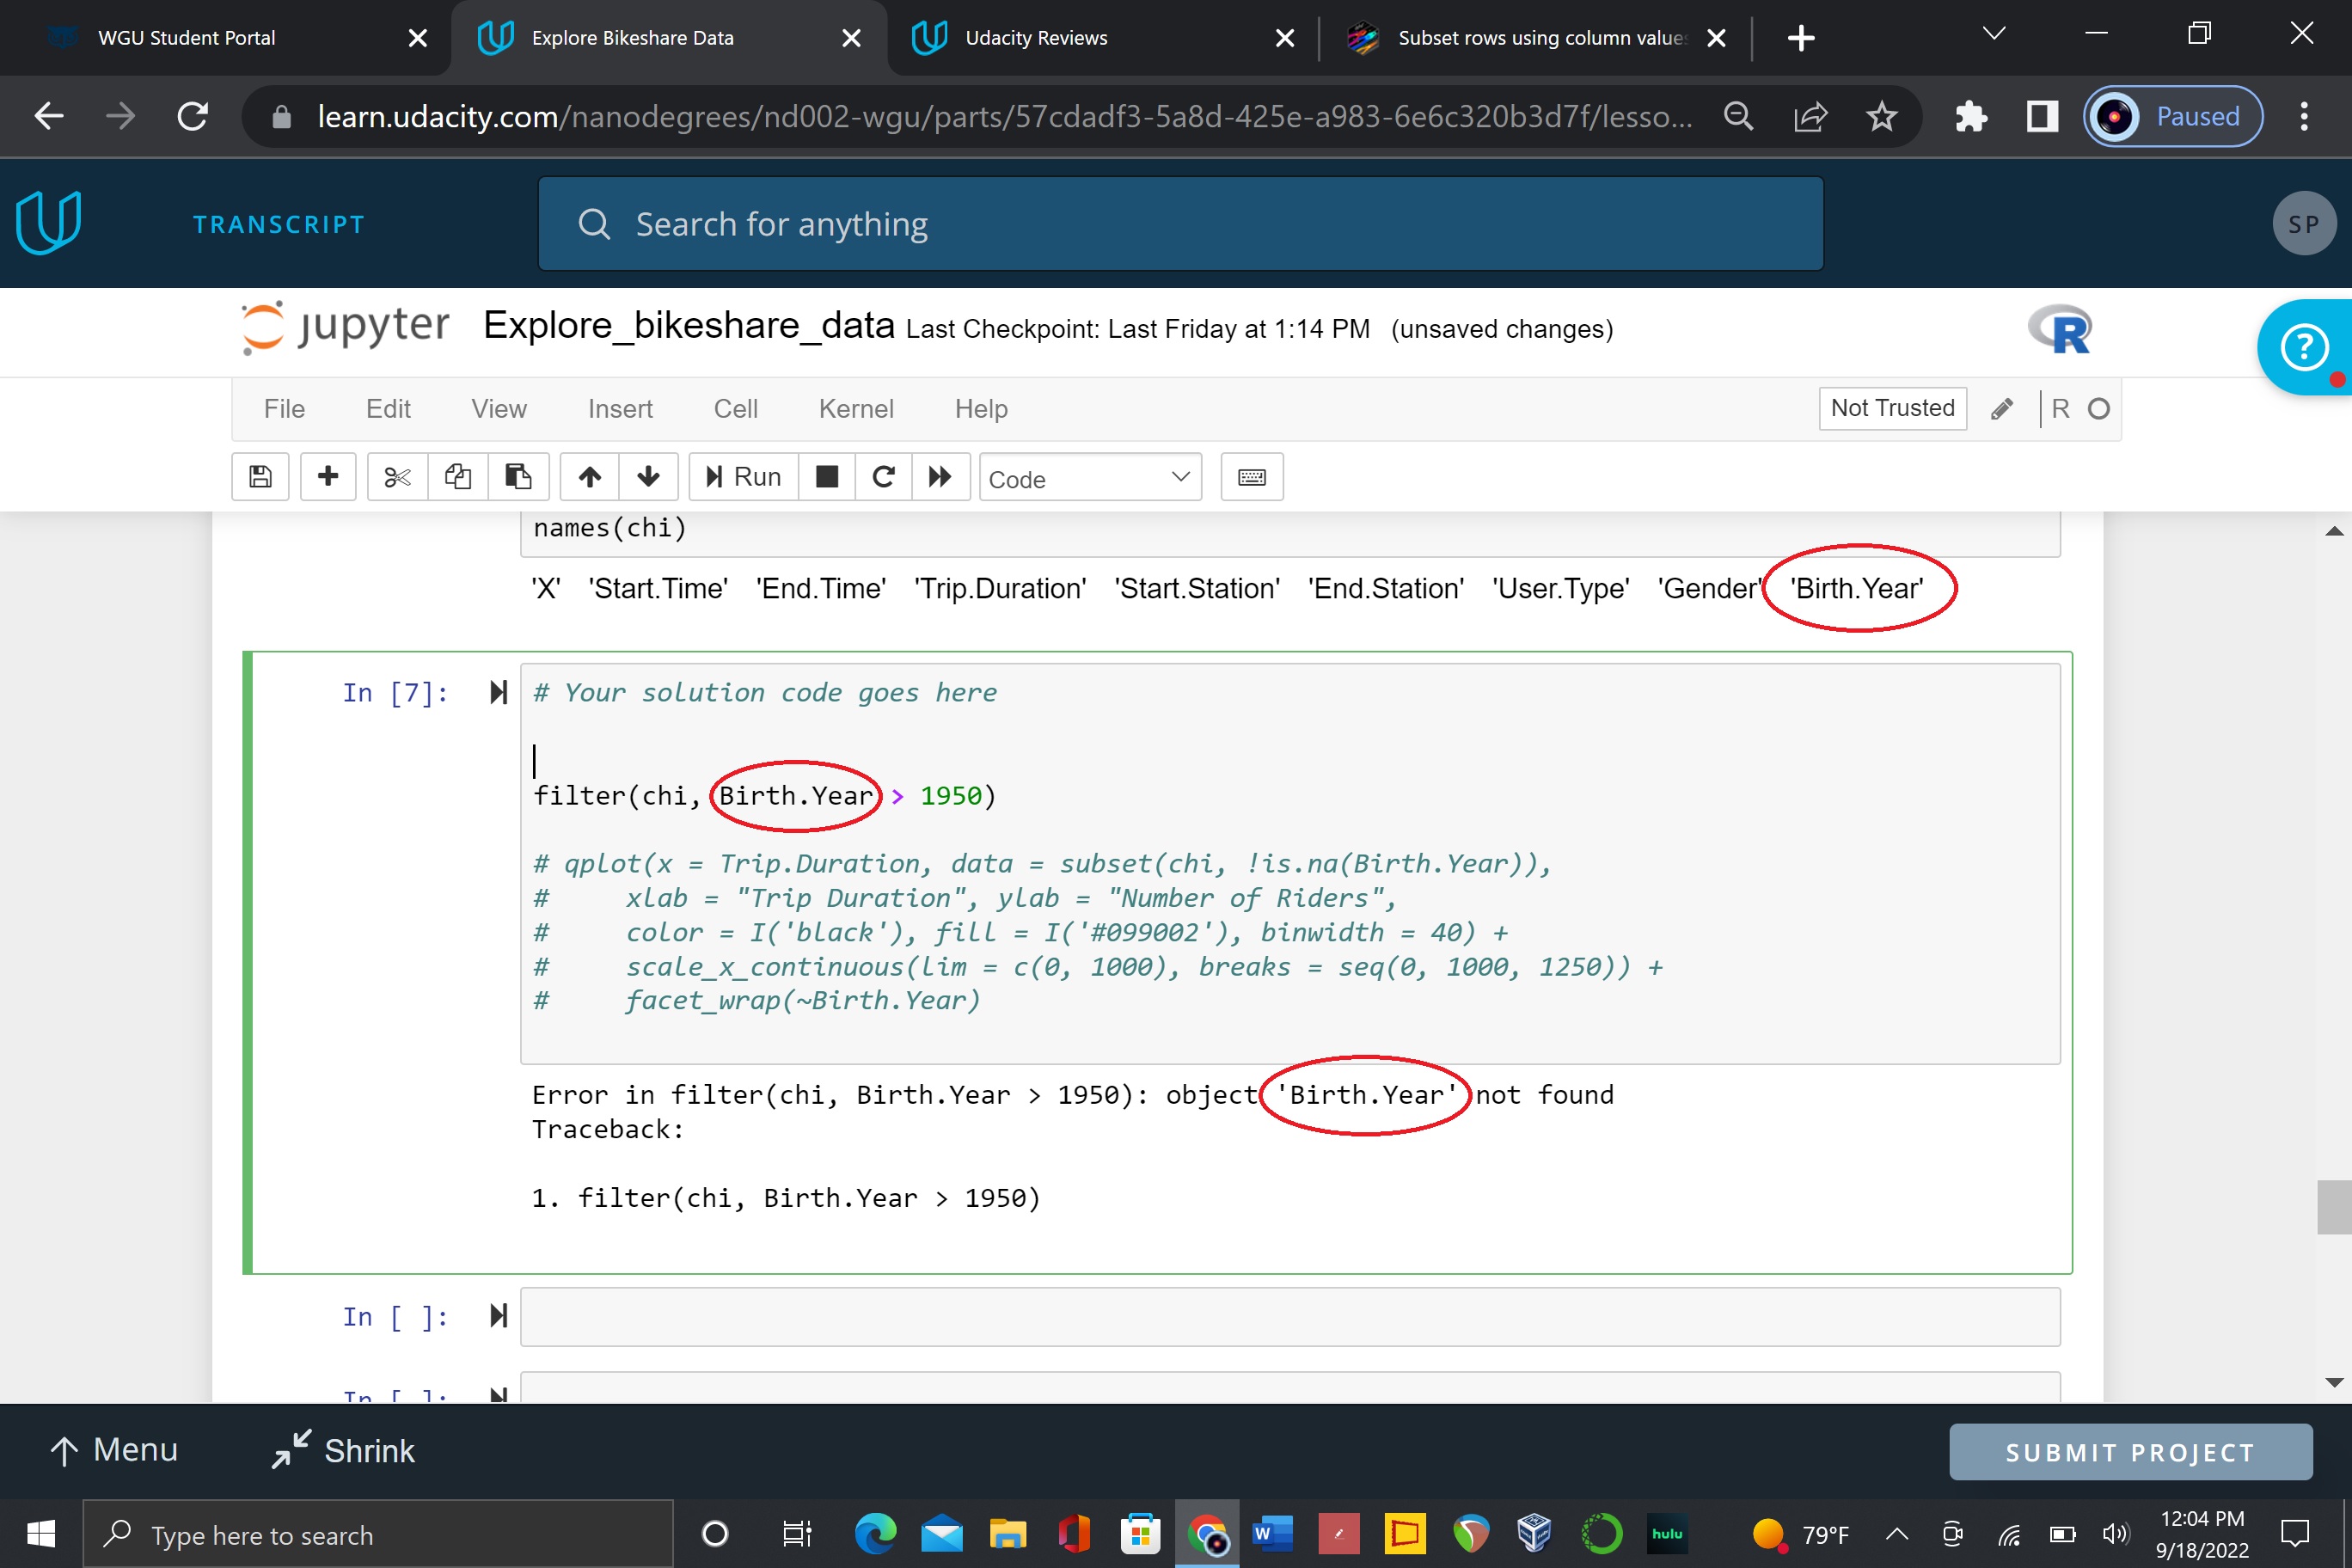 WGU Student Portal
Explore Bikeshare Data
Udacity Reviews
Subset rows using column values
learn.udacity.com/nanodegrees/nd002-wgu/parts/57cdadf3-5a8d-425e-a983-6e6c320b3d7f/lesso...
Paused
TRANSCRIPT
Search for anything
SP
jupyter Explore_bikeshare_data Last Checkpoint: Last Friday at 1:14 PM (unsaved changes)
R
?
File Edit View Insert Cell Kernel Help
Not Trusted
R
Run
Code
names(chi)
'X' 'Start.Time' 'End.Time' 'Trip.Duration' 'Start.Station' 'End.Station' 'User.Type' 'Gender' 'Birth.Year'
In [7]:
# Your solution code goes here
filter(chi, Birth.Year > 1950)
# qplot(x = Trip.Duration, data = subset(chi, !is.na(Birth.Year)),
#     xlab = "Trip Duration", ylab = "Number of Riders",
#     color = I('black'), fill = I('#099002'), binwidth = 40) +
#     scale_x_continuous(lim = c(0, 1000), breaks = seq(0, 1000, 1250)) +
#     facet_wrap(~Birth.Year)
Error in filter(chi, Birth.Year > 1950): object 'Birth.Year' not found
Traceback:
1. filter(chi, Birth.Year > 1950)
In [ ]:
In [ ]:
Menu
Shrink
SUBMIT PROJECT
Type here to search
W
hulu
79°F
12:04 PM
9/18/2022